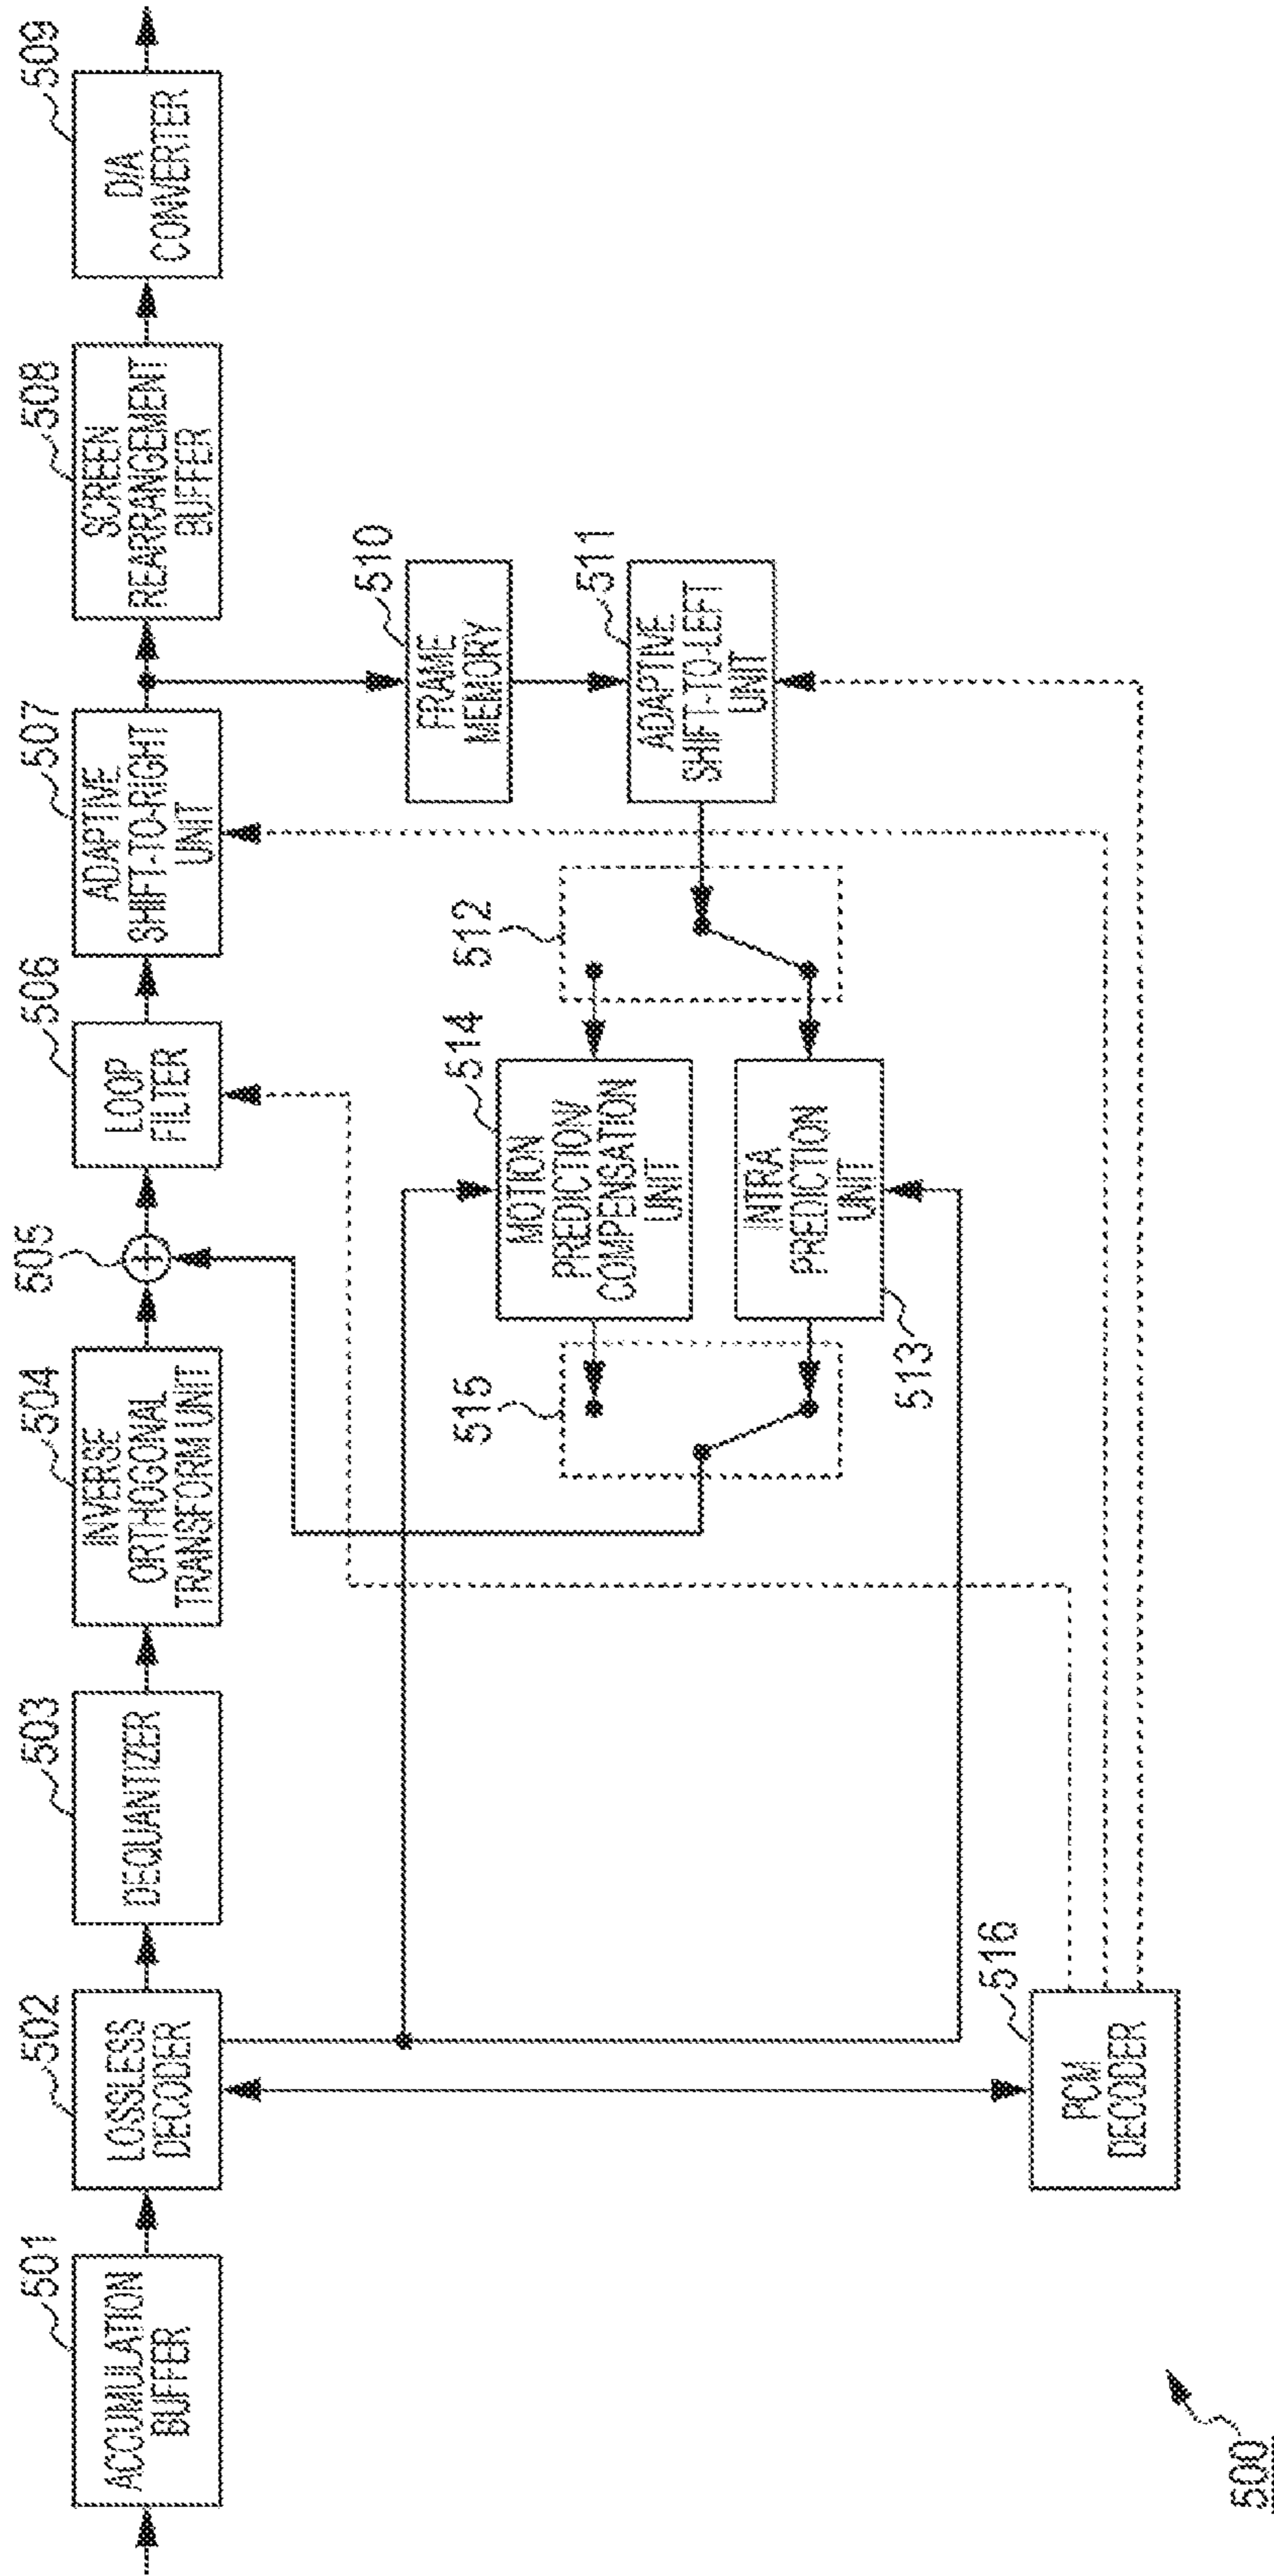 501
ACCUMULATION
BUFFER
502
LOSSLESS
DECODER
503
DEQUANTIZER
504
INVERSE
ORTHOGONAL
TRANSFORM UNIT
505
506
LOOP
FILTER
507
ADAPTIVE
SHIFT-TO-RIGHT
UNIT
508
SCREEN
REARRANGEMENT
BUFFER
509
D/A
CONVERTER
510
FRAME
MEMORY
511
ADAPTIVE
SHIFT-TO-LEFT
UNIT
512
514
MOTION
PREDICTION/
COMPENSATION
UNIT
515
INTRA
PREDICTION
UNIT
513
516
PCM
DECODER
500